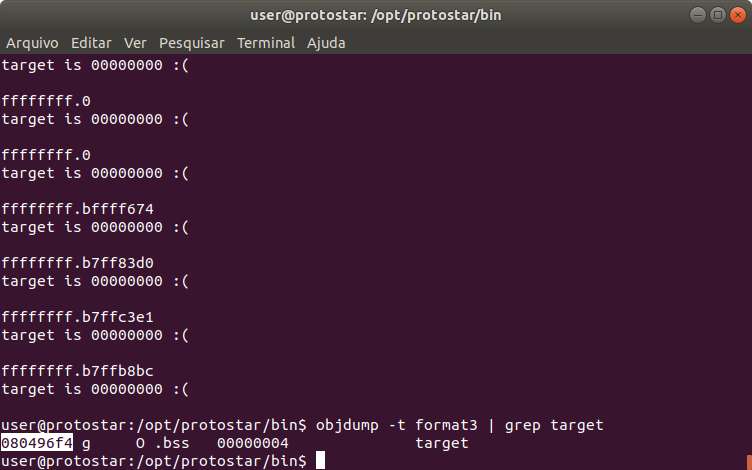 user@protostar: /opt/protostar/bin
Arquivo Editar Ver Pesquisar Terminal Ajuda
target is 00000000 :(
ffffffff.0
target is 00000000 :(
ffffffff.0
target is 00000000 :(
ffffffff.bffff674
target is 00000000 :(
ffffffff.b7ff83d0
target is 00000000 :(
ffffffff.b7ffc3e1
target is 00000000 :(
ffffffff.b7ffb8bc
target is 00000000 :(
user@protostar:/opt/protostar/bin$ objdump -t format3 | grep target
080496f4 g     O .bss   00000004              target
user@protostar:/opt/protostar/bin$